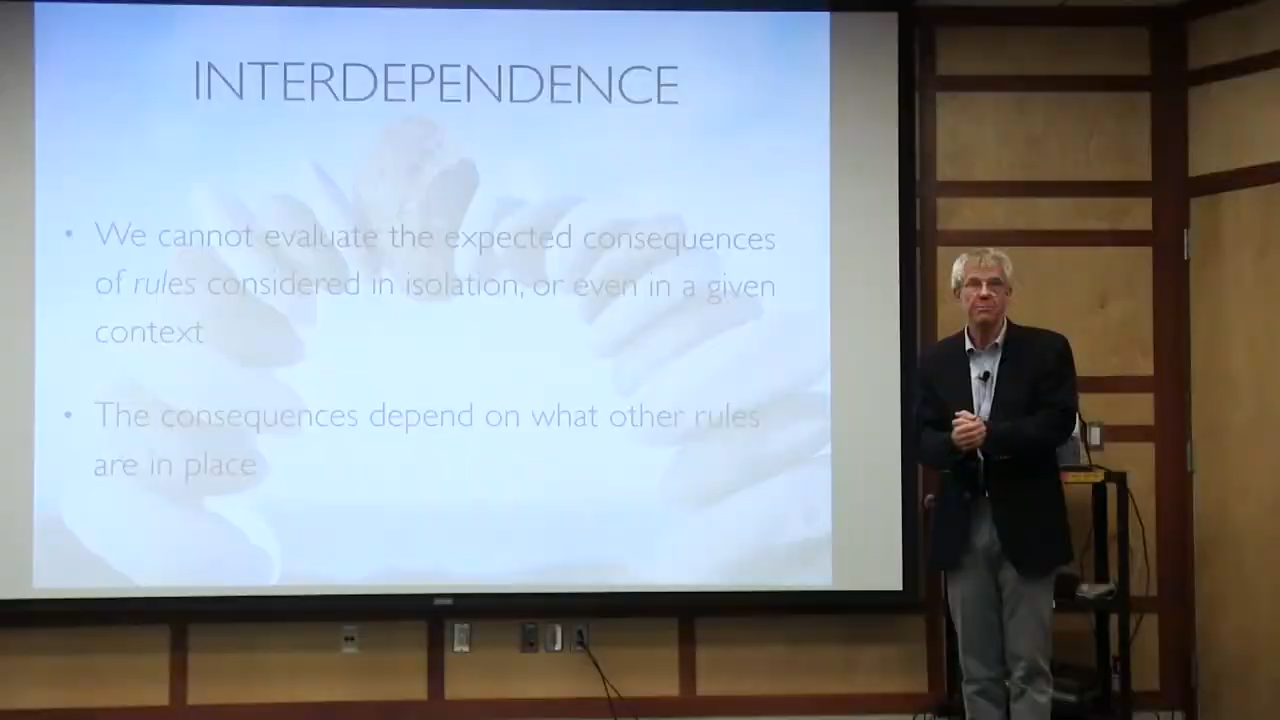 INTERDEPENDENCE
• We cannot evaluate the expected consequences
of rules considered in isolation, or even in a given
context
• The consequences depend on what other rules
are in place